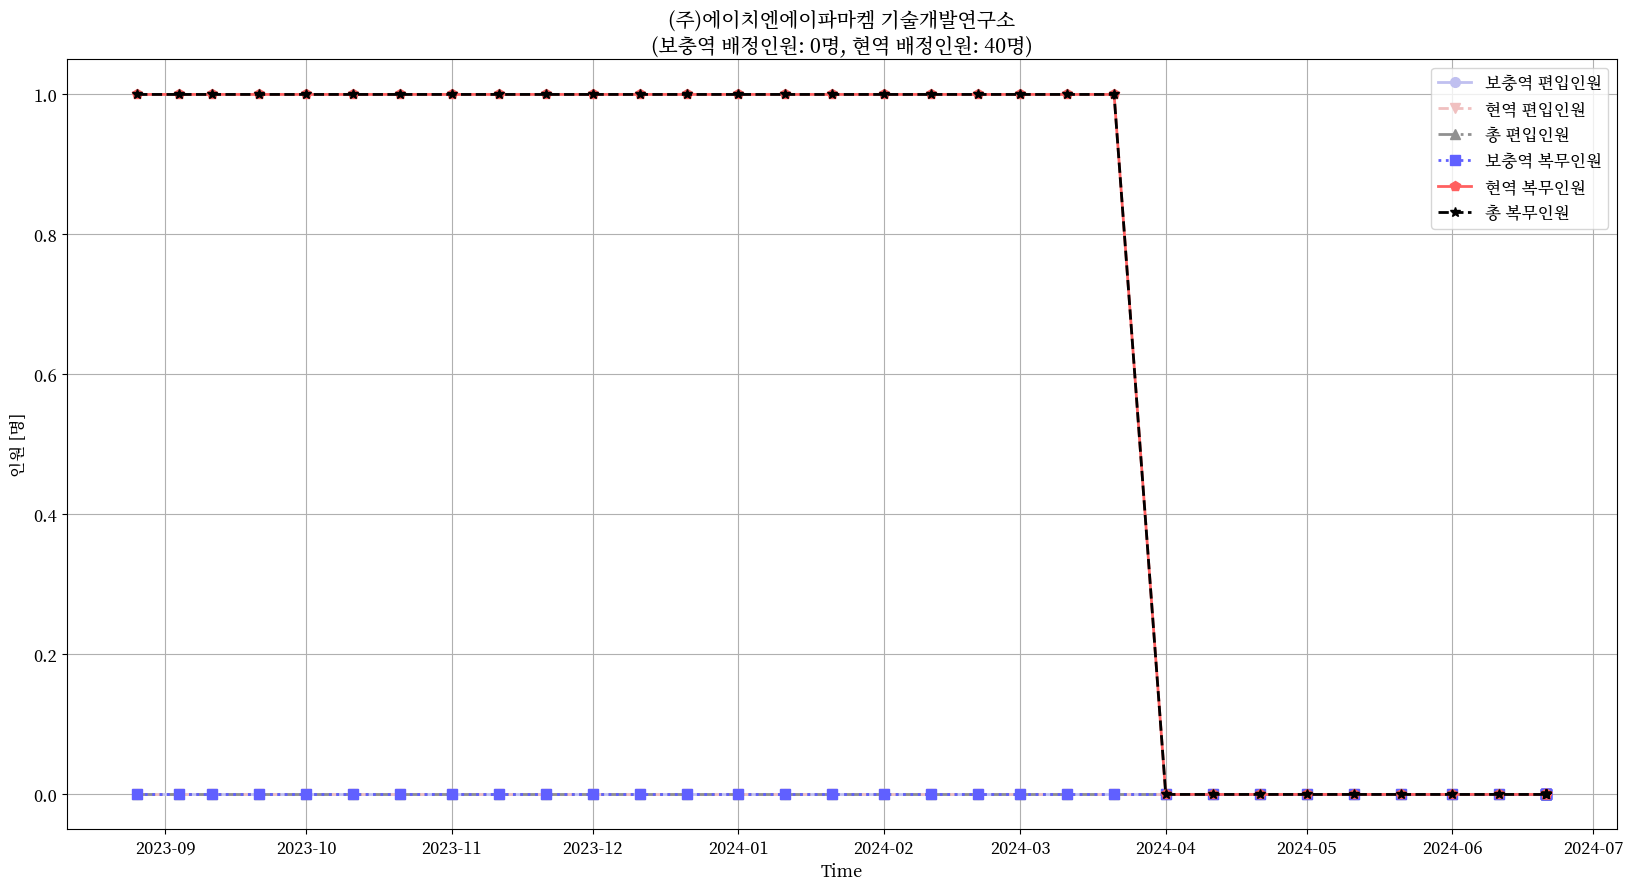 (주)에이치엔에이파마켐 기술개발연구소
(보충역 배정인원: 0명, 현역 배정인원: 40명)
보충역 편입인원
현역 편입인원
총 편입인원
보충역 복무인원
현역 복무인원
총 복무인원
인원 [명]
1.0
0.8
0.6
0.4
0.2
0.0
2023-09
2023-10
2023-11
2023-12
2024-01
2024-02
2024-03
2024-04
2024-05
2024-06
2024-07
Time